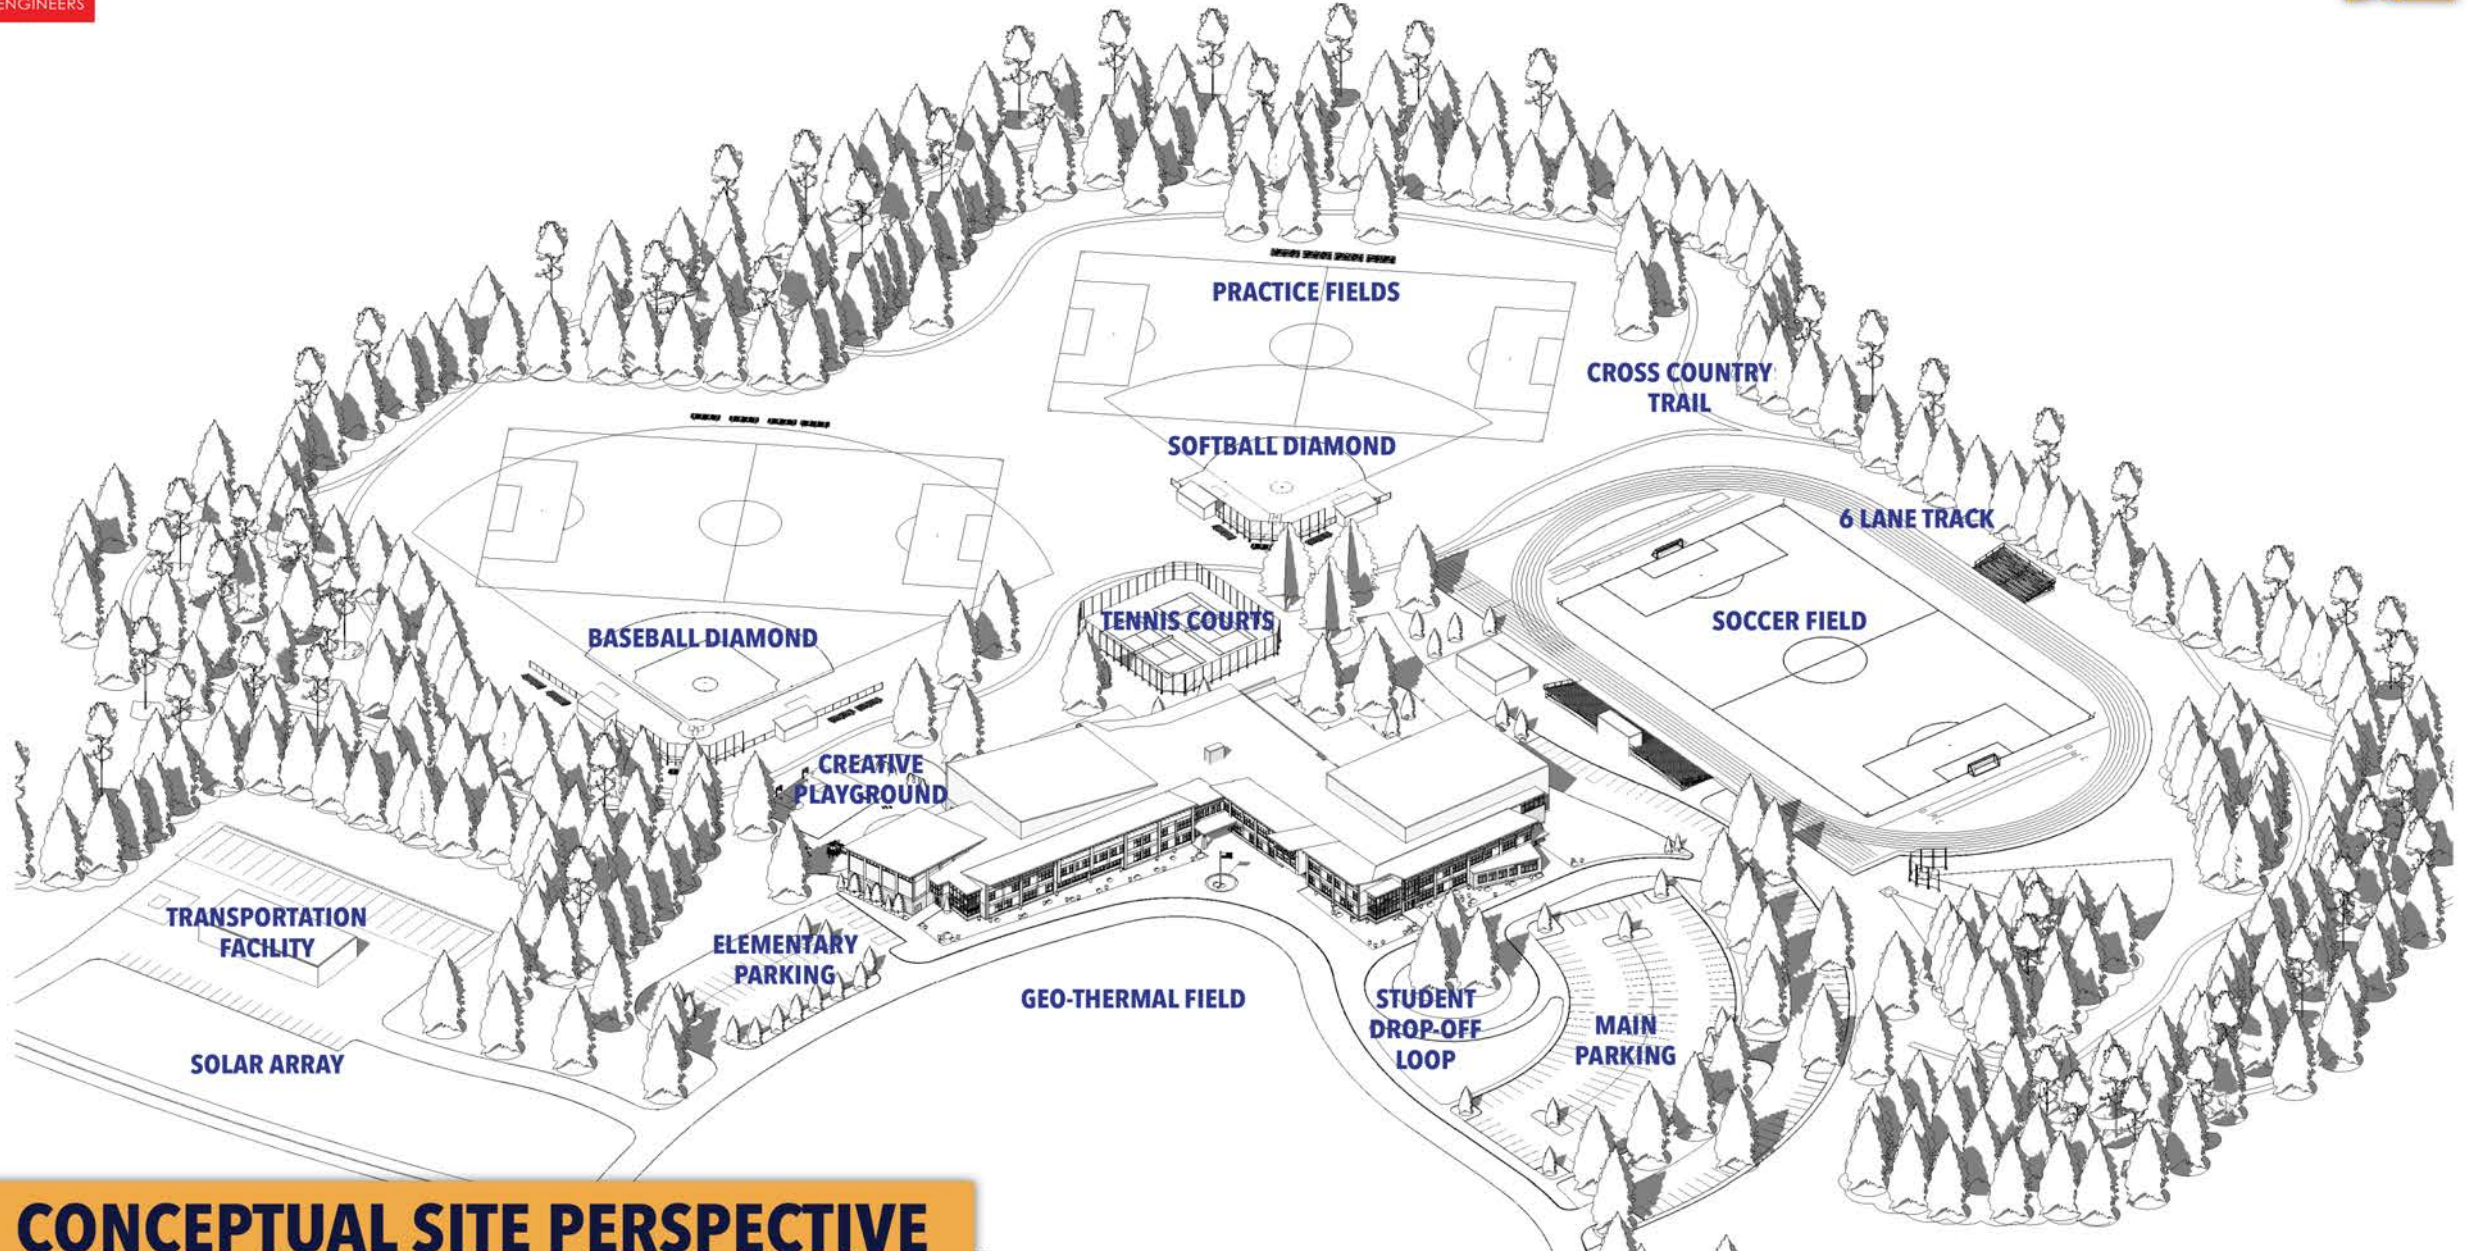 ENGINEERS
PRACTICE FIELDS
CROSS COUNTRY
TRAIL
SOFTBALL DIAMOND
6 LANE TRACK
SOCCER FIELD
TENNIS COURTS
BASEBALL DIAMOND
CREATIVE
PLAYGROUND
TRANSPORTATION
FACILITY
ELEMENTARY
PARKING
GEO-THERMAL FIELD
STUDENT
DROP-OFF
LOOP
MAIN
PARKING
SOLAR ARRAY
CONCEPTUAL SITE PERSPECTIVE